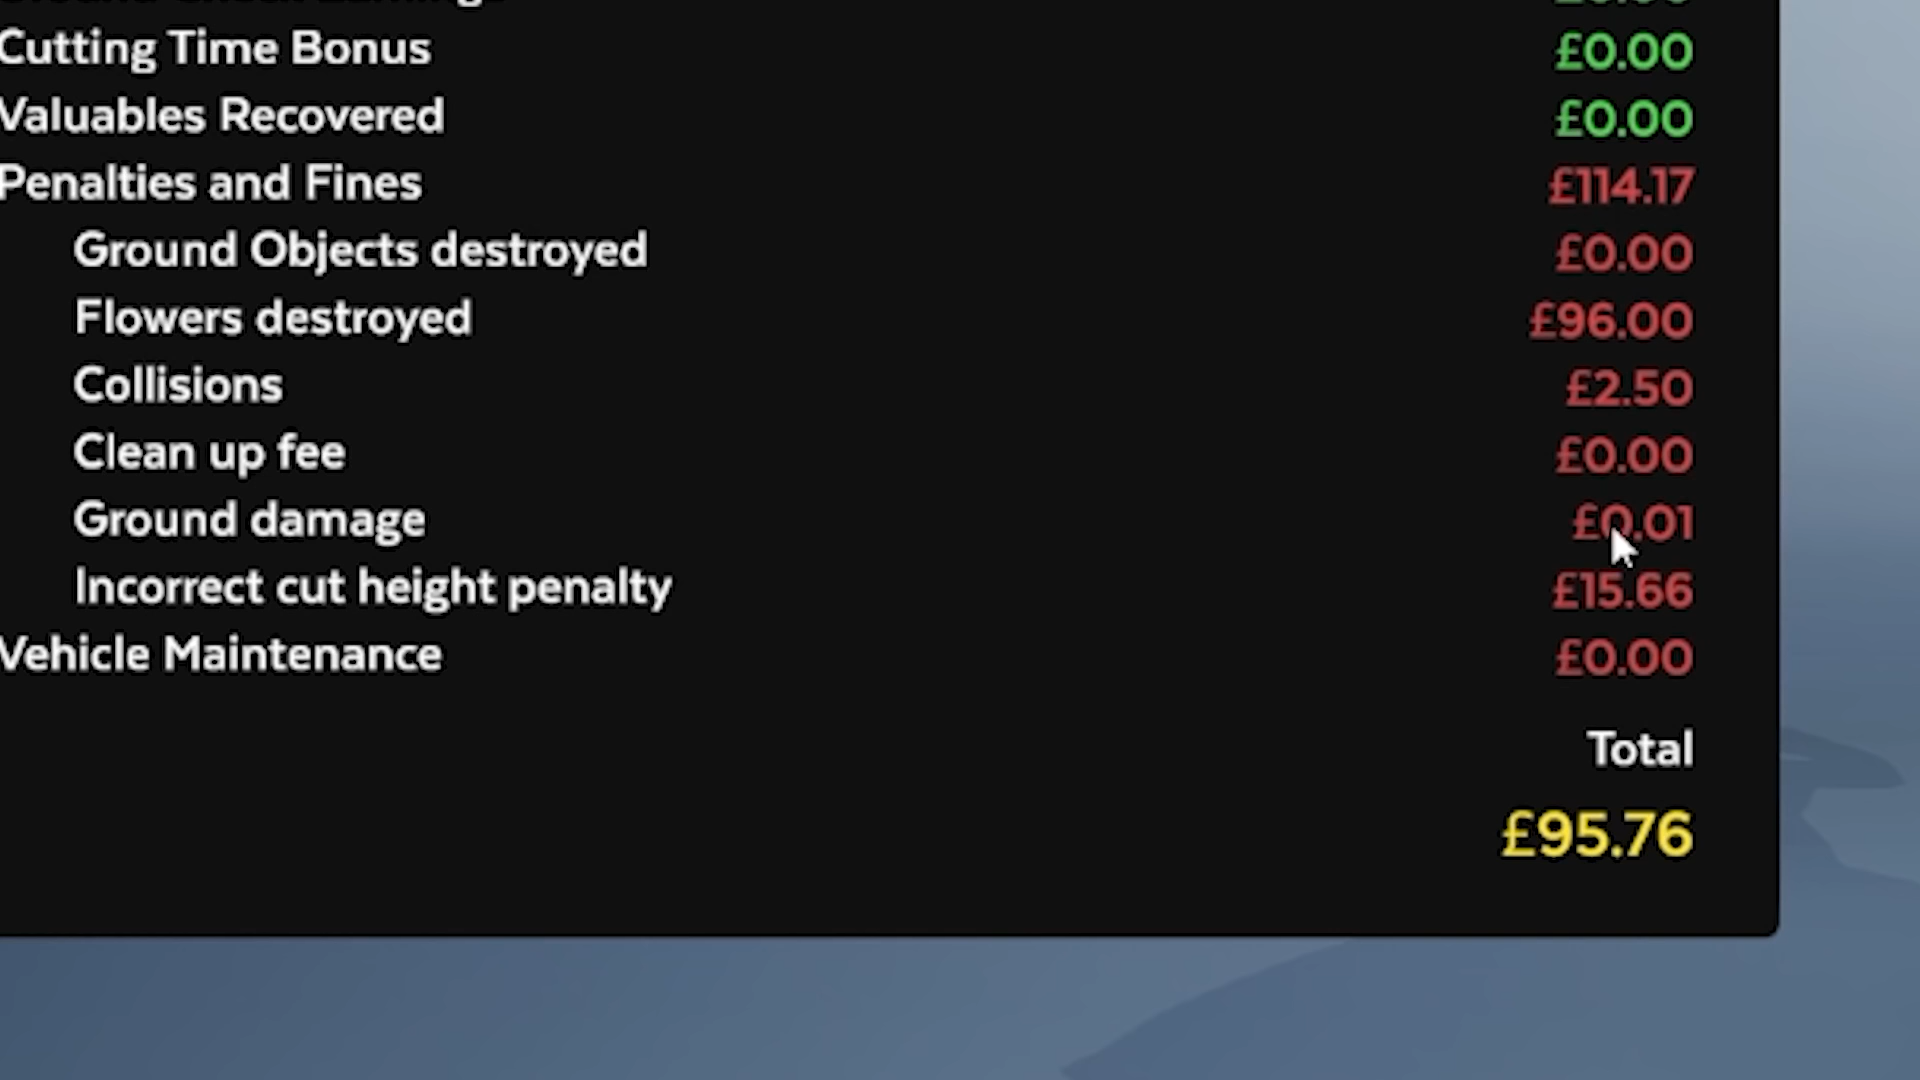 Cutting Time Bonus £0.00
Valuables Recovered £0.00
Penalties and Fines £114.17
Ground Objects destroyed £0.00
Flowers destroyed £96.00
Collisions £2.50
Clean up fee £0.00
Ground damage £0.01
Incorrect cut height penalty £15.66
Vehicle Maintenance £0.00
Total
£95.76